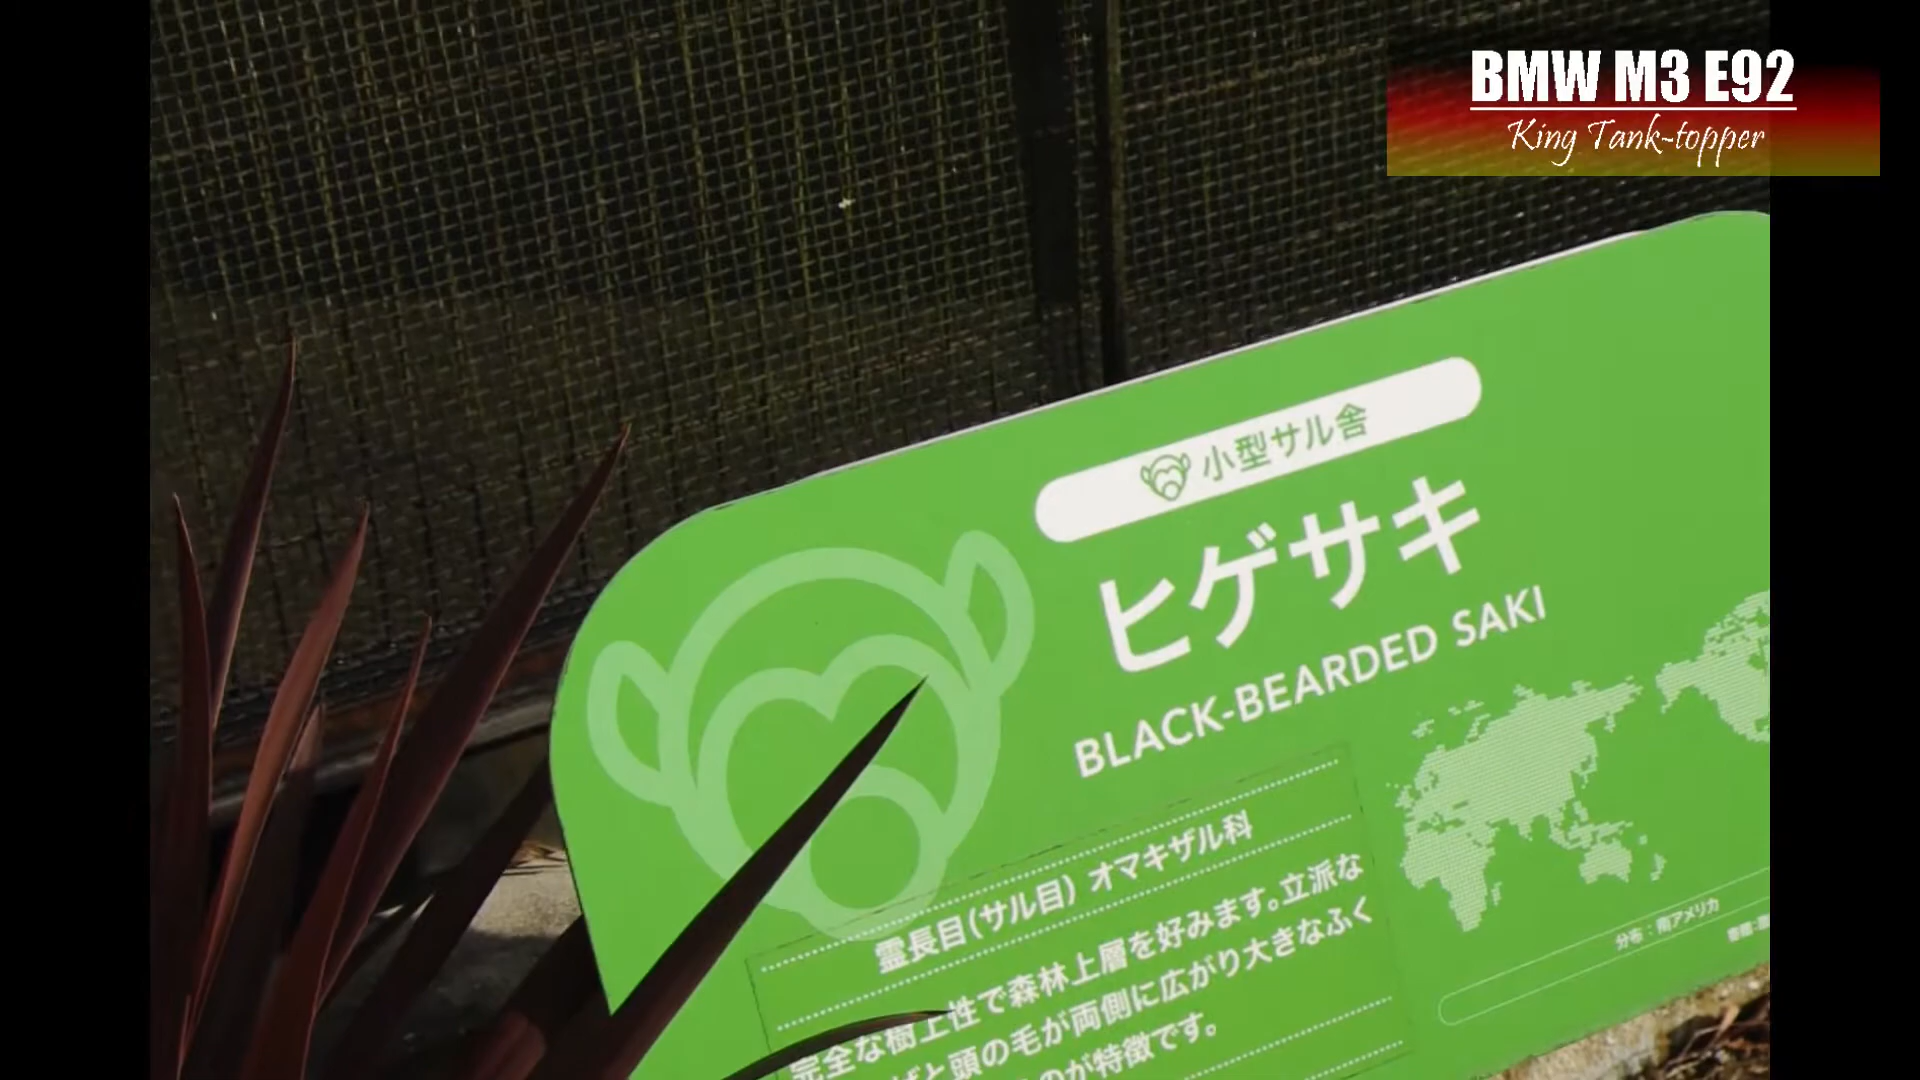 BMW M3 E92
King Tank-topper
小型サル舎
ヒゲサキ
BLACK-BEARDED SAKI
霊長目(サル目) オマキザル科
完全な樹上性で森林上層を好みます。立派な
と頭の毛が両側に広がり大きなふく
のが特徴です。
分布：南アメリカ